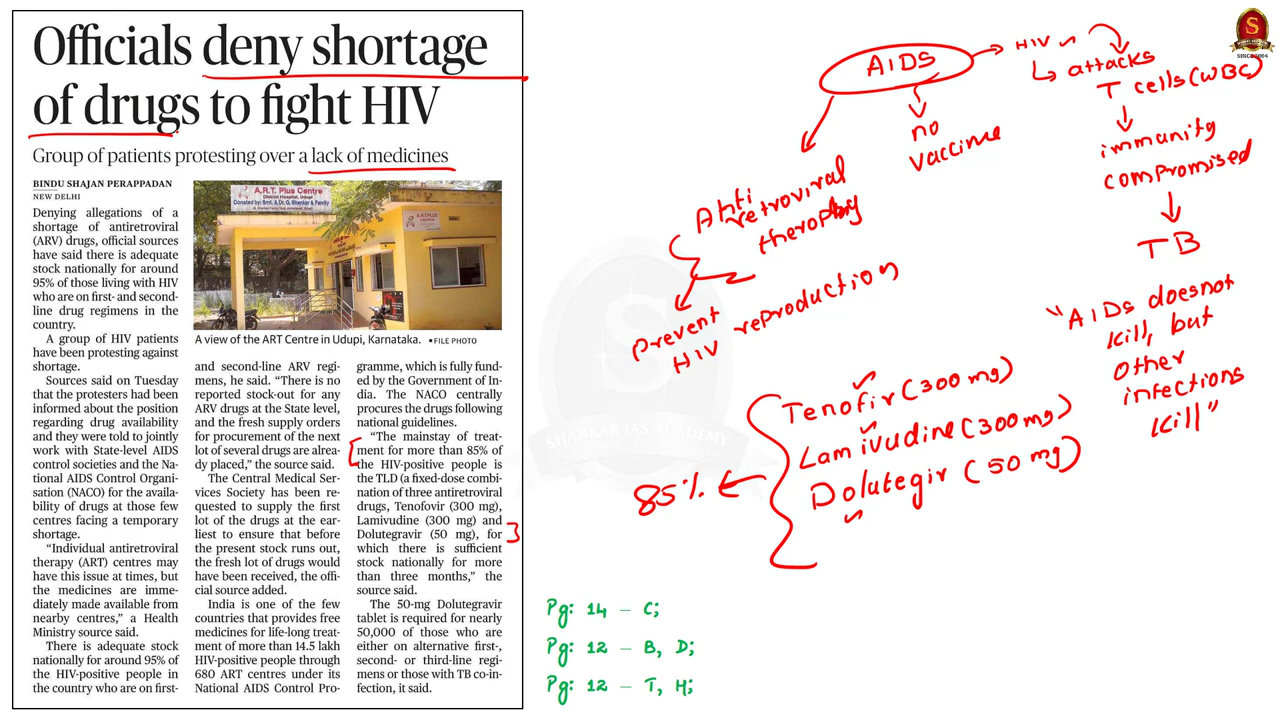 Officials deny shortage
of drugs to fight HIV
Group of patients protesting over a lack of medicines
BINDU SHAJAN PERAPPADAN
NEW DELHI
Denying allegations of a
shortage of antiretroviral
(ARV) drugs, official sources
have said there is adequate
stock nationally for around
95% of those living with HIV
who are on first- and second-
line drug regimens in the
country.
A group of HIV patients
have been protesting against
shortage.
Sources said on Tuesday
that the protesters had been
informed about the position
regarding drug availability
and they were told to jointly
work with State-level AIDS
control societies and the Na-
tional AIDS Control Organi-
sation (NACO) for the availa-
bility of drugs at those few
centres facing a temporary
shortage.
"Individual antiretroviral
therapy (ART) centres may
have this issue at times, but
the medicines are imme-
diately made available from
nearby centres," a Health
Ministry source said.
There is adequate stock
nationally for around 95% of
the HIV-positive people in
the country who are on first-
A.R.T. Plus Centre
District Hospital, Udupi
A view of the ART Centre in Udupi, Karnataka. •FILE PHOTO
and second-line ARV regi-
mens, he said. "There is no
reported stock-out for any
ARV drugs at the State level,
and the fresh supply orders
for procurement of the next
lot of several drugs are alrea-
dy placed," the source said.
The Central Medical Ser-
vices Society has been re-
quested to supply the first
lot of the drugs at the ear-
liest to ensure that before
the present stock runs out,
the fresh lot of drugs would
have been received, the offi-
cial source added.
India is one of the few
countries that provides free
medicines for life-long treat-
ment of more than 14.5 lakh
HIV-positive people through
680 ART centres under its
National AIDS Control Pro-
gramme, which is fully fund-
ed by the Government of In-
dia. The NACO centrally
procures the drugs following
national guidelines.
"The mainstay of treat-
ment for more than 85% of
the HIV-positive people is
the TLD (a fixed-dose combi-
nation of three antiretroviral
drugs, Tenofovir (300 mg),
Lamivudine (300 mg) and
Dolutegravir (50 mg), for
which there is sufficient
stock nationally for more
than three months," the
source said.
The 50-mg Dolutegravir
tablet is required for nearly
50,000 of those who are
either on alternative first-,
second- or third-line regi-
mens or those with TB co-in-
fection, it said.
AIDS
HIV
attacks
T cells (WBC)
immunity
compromised
TB
"AIDs doesnot
kill, but
other
infections
kill"
no
vaccine
Anti
retroviral
theraphy
prevent
HIV reproduction
Tenofir (300 mg)
Lamivudine (300 mg)
Dolutegir (50 mg)
85%
Pg: 14 – C;
Pg: 12 – B, D;
Pg: 12 – T, H;
S
SINCE 2004
SHANKAR IAS ACADEMY